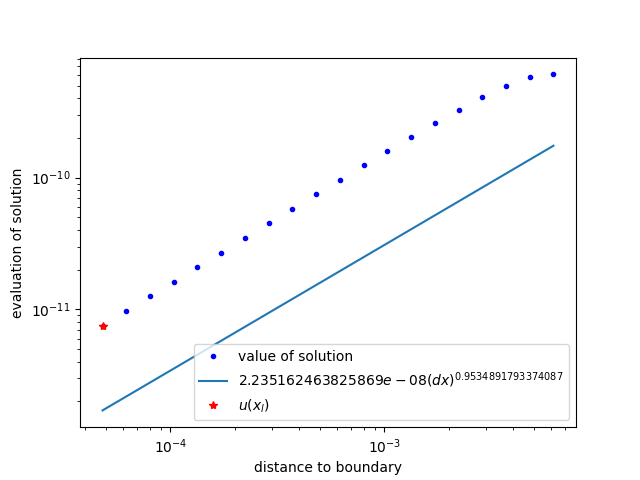 evaluation of solution
10⁻¹⁰
10⁻¹¹
value of solution
2.235162463825869e − 08(dx)^0.9534891793374087
u(x_l)
10⁻⁴
10⁻³
distance to boundary